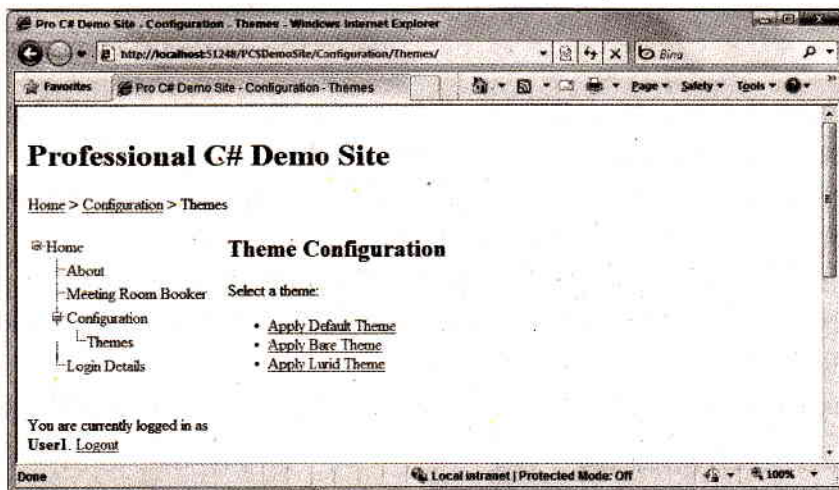 Pro C# Demo Site - Configuration - Themes - Windows Internet Explorer
http://localhost:51248/PCSDemoSite/Configuration/Themes/
Bing
Favorites
Pro C# Demo Site - Configuration - Themes
Page
Safety
Tools
Professional C# Demo Site
Home > Configuration > Themes
Home
About
Meeting Room Booker
Configuration
Themes
Login Details
Theme Configuration
Select a theme:
• Apply Default Theme
• Apply Bare Theme
• Apply Lurid Theme
You are currently logged in as
User1. Logout
Done
Local intranet | Protected Mode: Off
100%